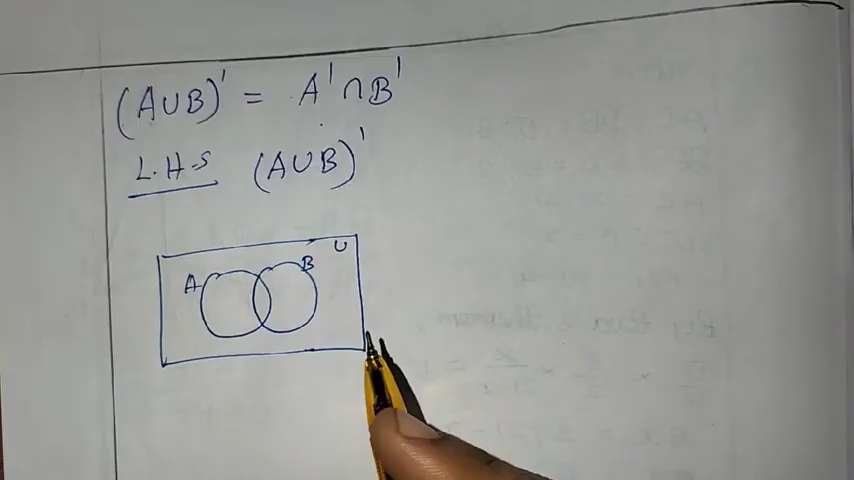 (A∪B)' = A' ∩ B'
L.H.S (A∪B)'
A B U